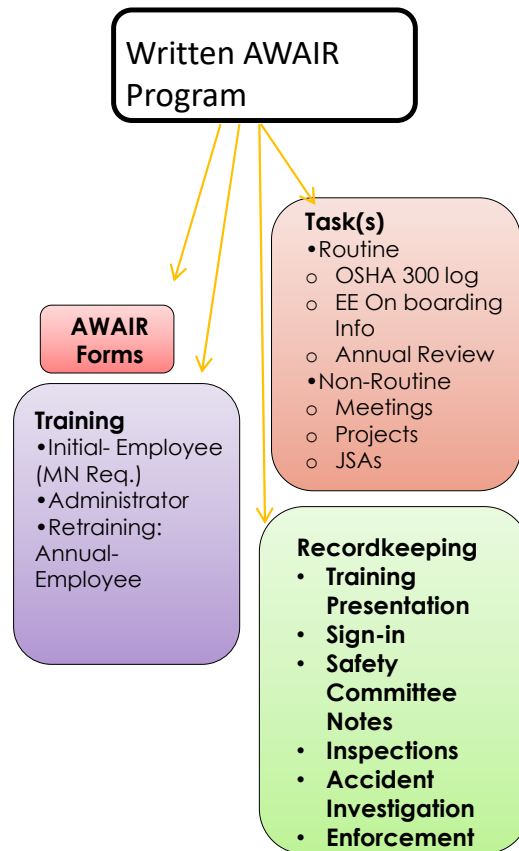 Written AWAIR
Program
Task(s)
•Routine
o OSHA 300 log
o EE On boarding
Info
o Annual Review
•Non-Routine
o Meetings
o Projects
o JSAs
AWAIR
Forms
Training
•Initial- Employee
(MN Req.)
•Administrator
•Retraining:
Annual-
Employee
Recordkeeping
• Training
Presentation
• Sign-in
• Safety
Committee
Notes
• Inspections
• Accident
Investigation
• Enforcement